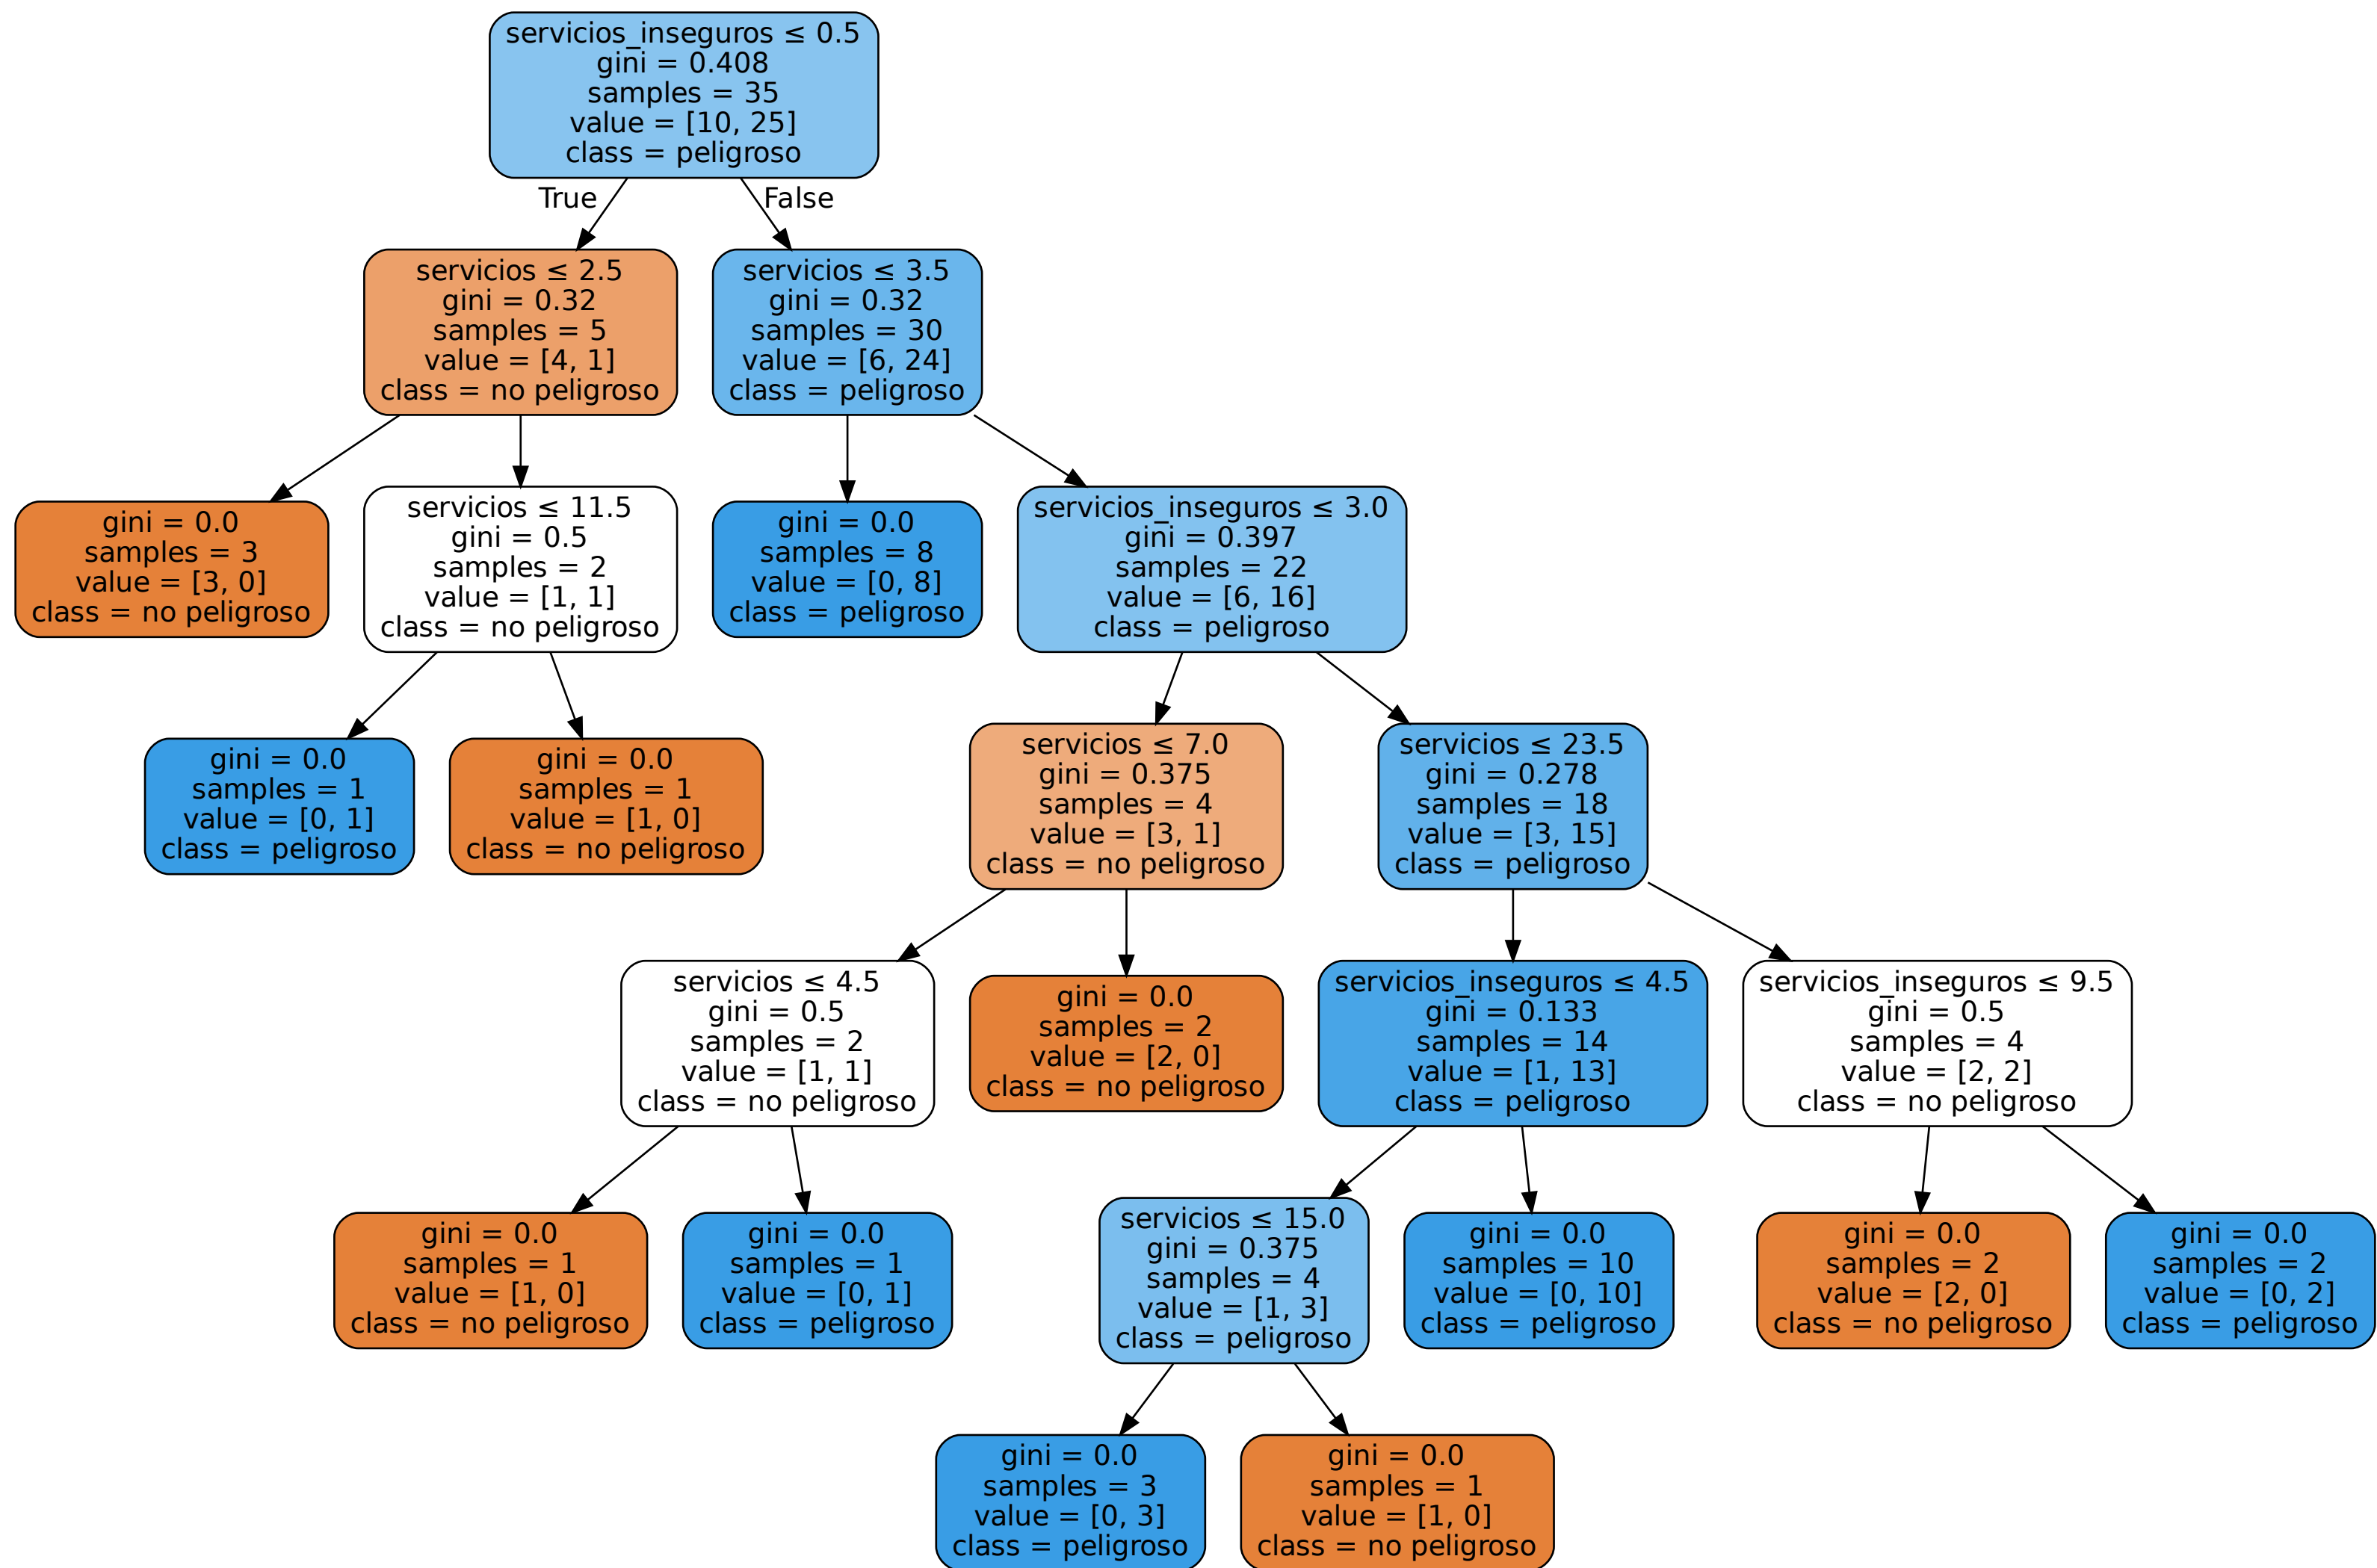 servicios_inseguros ≤ 0.5
gini = 0.408
samples = 35
value = [10, 25]
class = peligroso
True
False
servicios ≤ 2.5
gini = 0.32
samples = 5
value = [4, 1]
class = no peligroso
servicios ≤ 3.5
gini = 0.32
samples = 30
value = [6, 24]
class = peligroso
gini = 0.0
samples = 3
value = [3, 0]
class = no peligroso
servicios ≤ 11.5
gini = 0.5
samples = 2
value = [1, 1]
class = no peligroso
gini = 0.0
samples = 8
value = [0, 8]
class = peligroso
servicios_inseguros ≤ 3.0
gini = 0.397
samples = 22
value = [6, 16]
class = peligroso
gini = 0.0
samples = 1
value = [0, 1]
class = peligroso
gini = 0.0
samples = 1
value = [1, 0]
class = no peligroso
servicios ≤ 7.0
gini = 0.375
samples = 4
value = [3, 1]
class = no peligroso
servicios ≤ 23.5
gini = 0.278
samples = 18
value = [3, 15]
class = peligroso
servicios ≤ 4.5
gini = 0.5
samples = 2
value = [1, 1]
class = no peligroso
gini = 0.0
samples = 2
value = [2, 0]
class = no peligroso
servicios_inseguros ≤ 4.5
gini = 0.133
samples = 14
value = [1, 13]
class = peligroso
servicios_inseguros ≤ 9.5
gini = 0.5
samples = 4
value = [2, 2]
class = no peligroso
gini = 0.0
samples = 1
value = [1, 0]
class = no peligroso
gini = 0.0
samples = 1
value = [0, 1]
class = peligroso
servicios ≤ 15.0
gini = 0.375
samples = 4
value = [1, 3]
class = peligroso
gini = 0.0
samples = 10
value = [0, 10]
class = peligroso
gini = 0.0
samples = 2
value = [2, 0]
class = no peligroso
gini = 0.0
samples = 2
value = [0, 2]
class = peligroso
gini = 0.0
samples = 3
value = [0, 3]
class = peligroso
gini = 0.0
samples = 1
value = [1, 0]
class = no peligroso